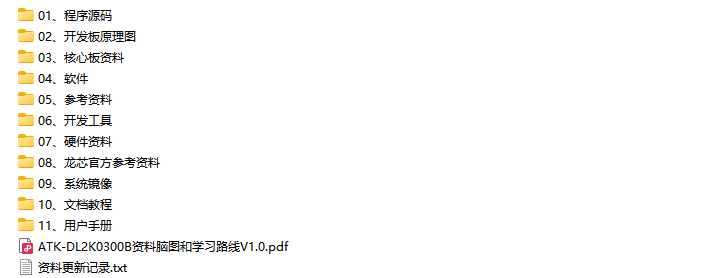 01、程序源码
02、开发板原理图
03、核心板资料
04、软件
05、参考资料
06、开发工具
07、硬件资料
08、龙芯官方参考资料
09、系统镜像
10、文档教程
11、用户手册
ATK-DL2K0300B资料脑图和学习路线V1.0.pdf
资料更新记录.txt